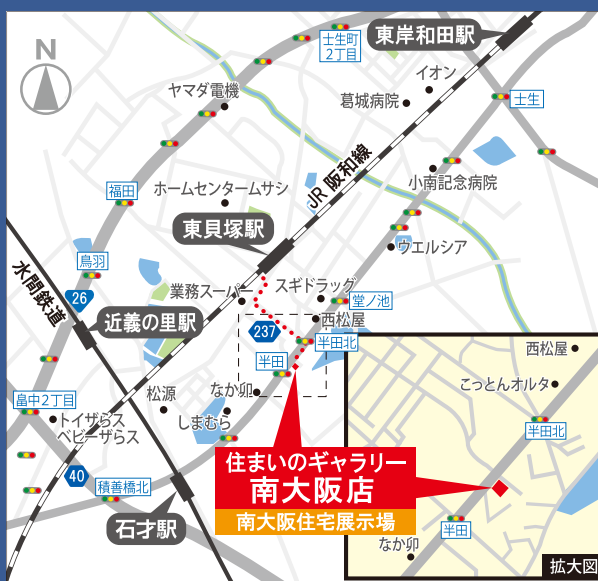 N
士生町
2丁目
東岸和田駅
イオン
ヤマダ電機
葛城病院
士生
JR 阪和線
小南記念病院
福田
ホームセンタームサシ
東貝塚駅
ウエルシア
鳥羽
水間鉄道
26
業務スーパー
スギドラッグ
堂ノ池
西松屋
近義の里駅
237
半田北
半田
畠中2丁目
松源
なか卯
トイザらス
ベビーザらス
しまむら
40
積善橋北
石才駅
住まいのギャラリー
南大阪店
南大阪住宅展示場
西松屋
こっとんオルタ
半田北
半田
なか卯
拡大図